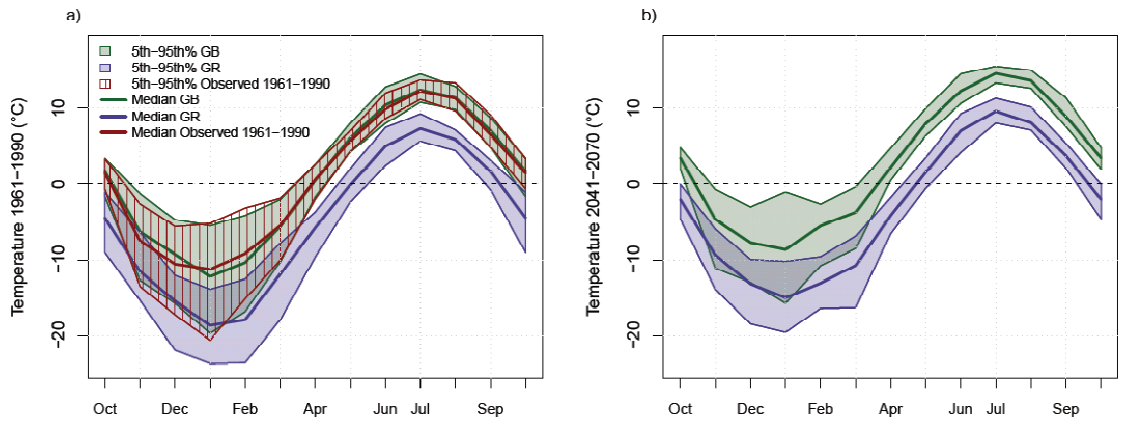 a)
5th−95th% GB
5th−95th% GR
5th−95th% Observed 1961−1990
Median GB
Median GR
Median Observed 1961−1990
Temperature 1961−1990 (°C)
10
0
−10
−20
Oct Dec Feb Apr Jun Jul Sep
b)
Temperature 2041−2070 (°C)
10
0
−10
−20
Oct Dec Feb Apr Jun Jul Sep